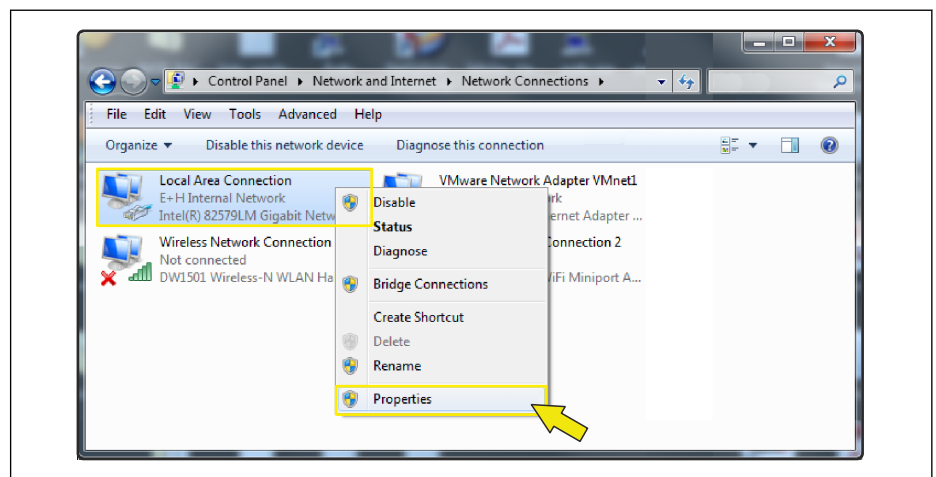 Control Panel ▸ Network and Internet ▸ Network Connections ▸
File Edit View Tools Advanced Help
Organize ▾ Disable this network device Diagnose this connection
Local Area Connection
E+H Internal Network
Intel(R) 82579LM Gigabit Netw
VMware Network Adapter VMnet1
ernet Adapter ...
Wireless Network Connection
Not connected
DW1501 Wireless-N WLAN Ha
Connection 2
iFi Miniport A...
Disable
Status
Diagnose
Bridge Connections
Create Shortcut
Delete
Rename
Properties